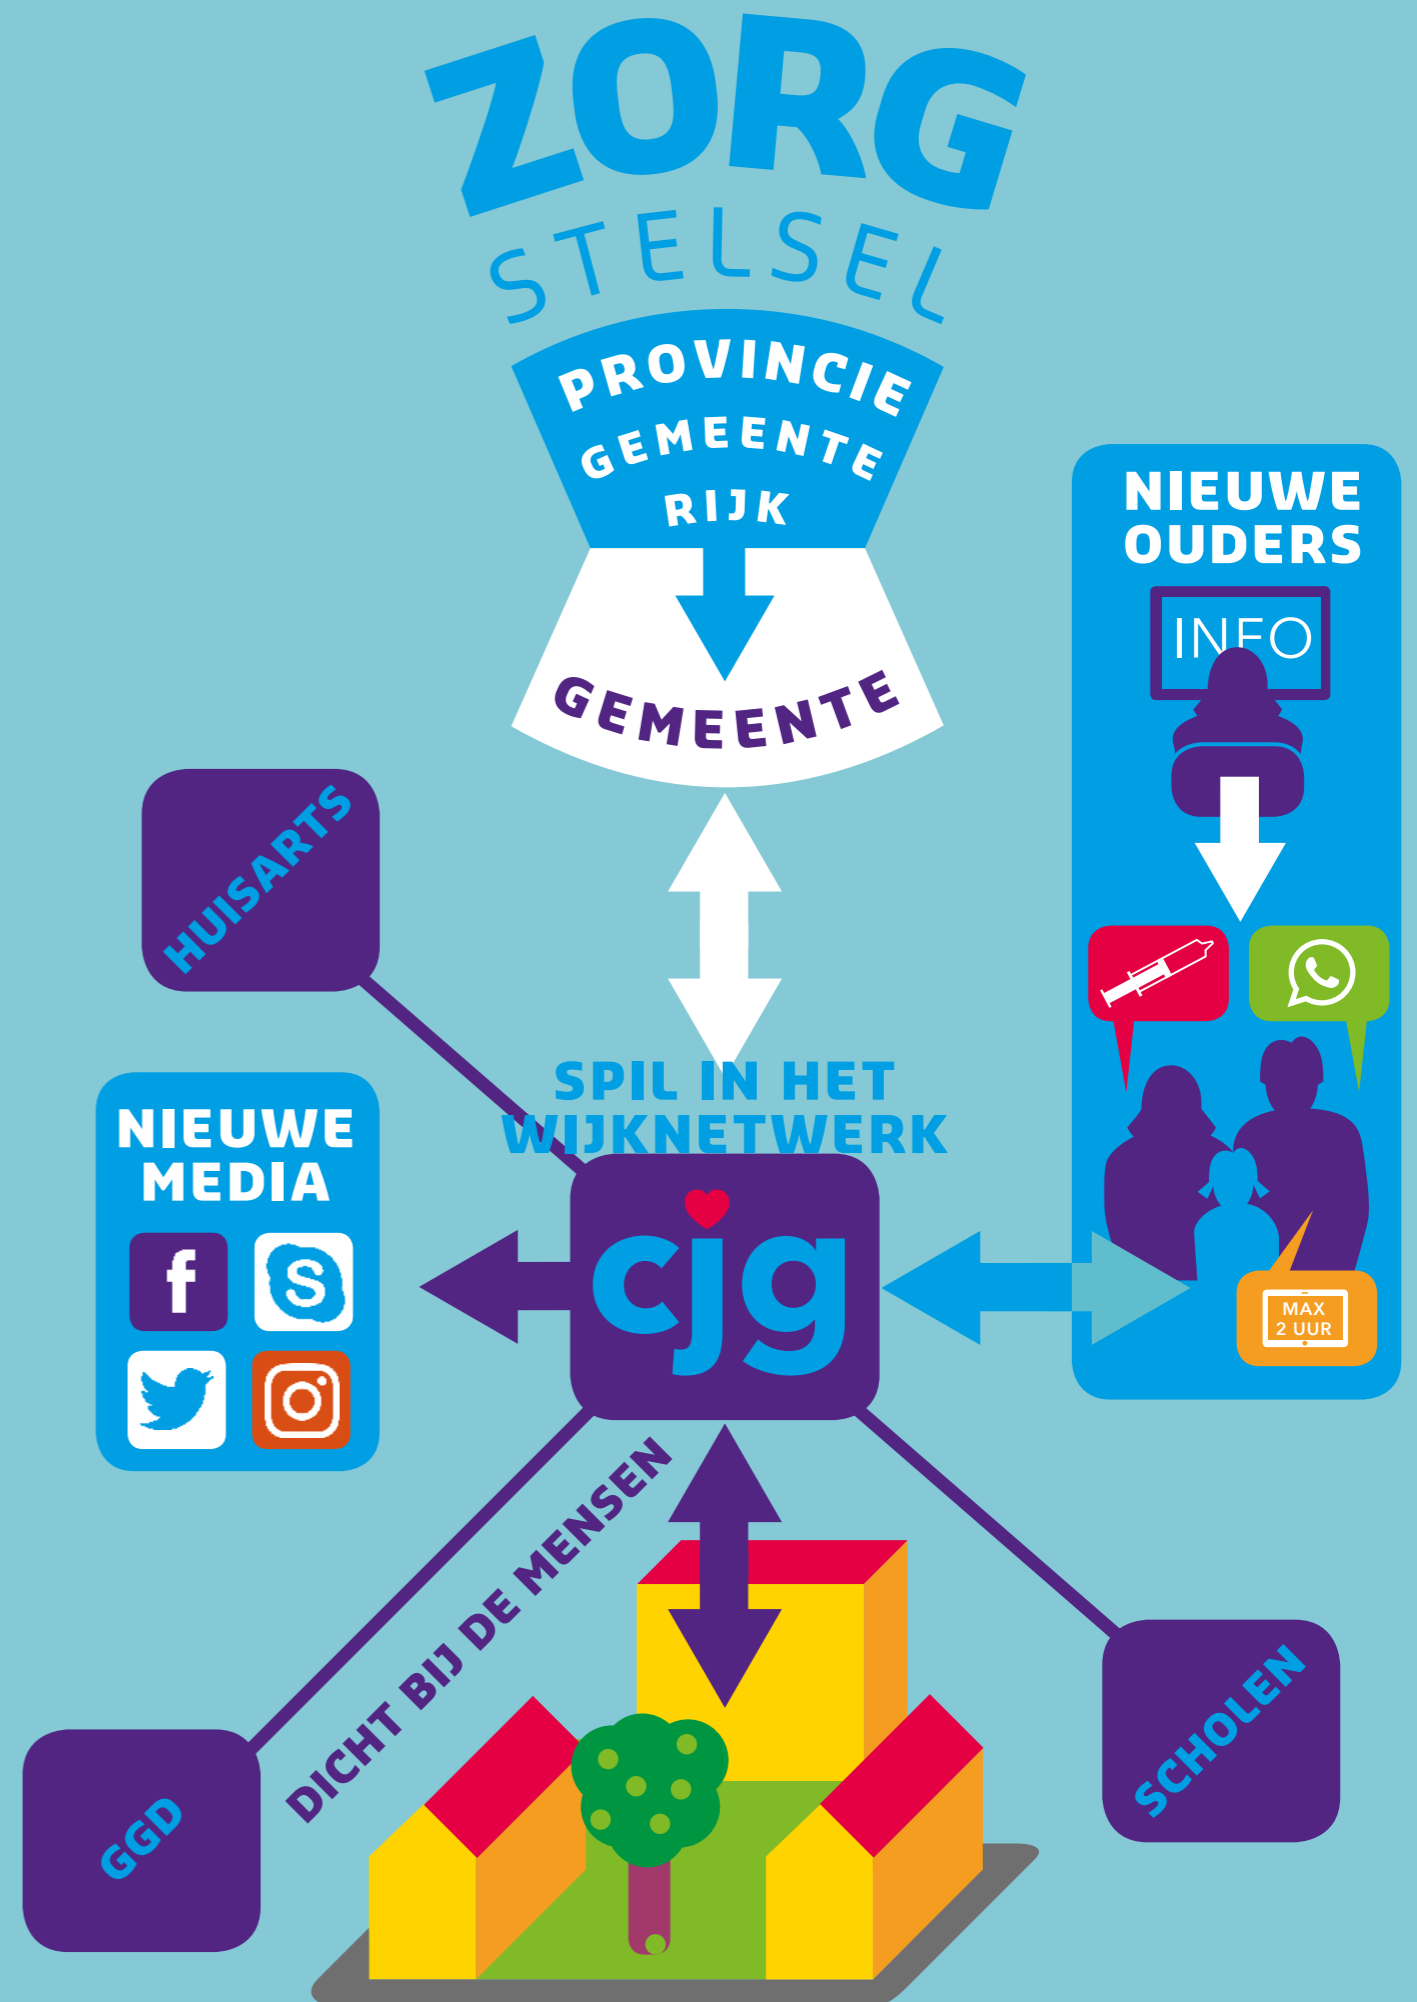 ZORG
STELSEL
PROVINCIE
GEMEENTE
RIJK
GEMEENTE
NIEUWE
OUDERS
INFO
HUISARTS
SPIL IN HET
WIJKNETWERK
cjg
NIEUWE
MEDIA
f
S
MAX
2 UUR
DICHT BIJ DE MENSEN
GGD
SCHOLEN